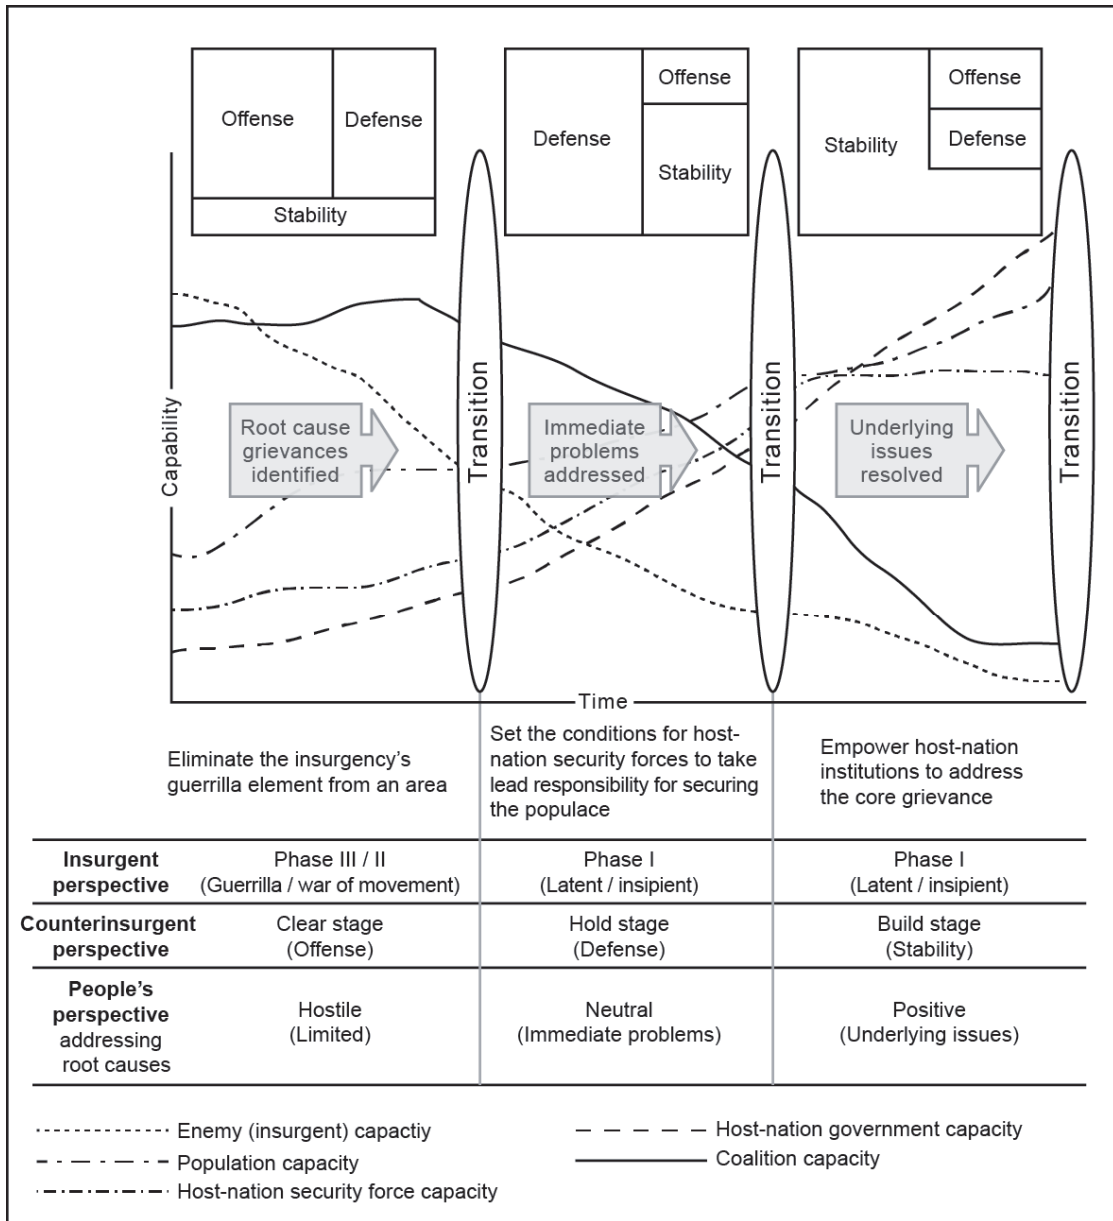 Offense
Defense
Stability
Defense
Offense
Stability
Stability
Offense
Defense
Capability
Root cause
grievances
identified
Transition
Immediate
problems
addressed
Transition
Underlying
issues
resolved
Transition
Time
Eliminate the insurgency's
guerrilla element from an area
Set the conditions for host-
nation security forces to take
lead responsibility for securing
the populace
Empower host-nation
institutions to address
the core grievance
Insurgent
perspective
Phase III / II
(Guerrilla / war of movement)
Phase I
(Latent / insipient)
Phase I
(Latent / insipient)
Counterinsurgent
perspective
Clear stage
(Offense)
Hold stage
(Defense)
Build stage
(Stability)
People's
perspective
addressing
root causes
Hostile
(Limited)
Neutral
(Immediate problems)
Positive
(Underlying issues)
Enemy (insurgent) capactiy
Population capacity
Host-nation security force capacity
Host-nation government capacity
Coalition capacity